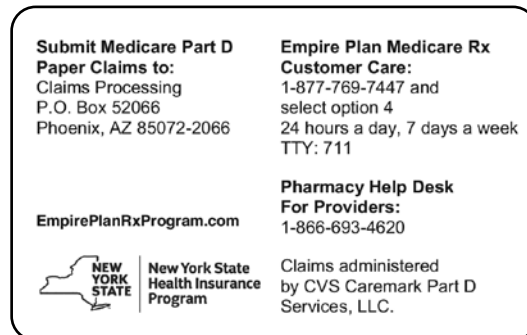 Submit Medicare Part D
Paper Claims to:
Claims Processing
P.O. Box 52066
Phoenix, AZ 85072-2066
EmpirePlanRxProgram.com
NEW
YORK
STATE
New York State
Health Insurance
Program
Empire Plan Medicare Rx
Customer Care:
1-877-769-7447 and
select option 4
24 hours a day, 7 days a week
TTY: 711
Pharmacy Help Desk
For Providers:
1-866-693-4620
Claims administered
by CVS Caremark Part D
Services, LLC.